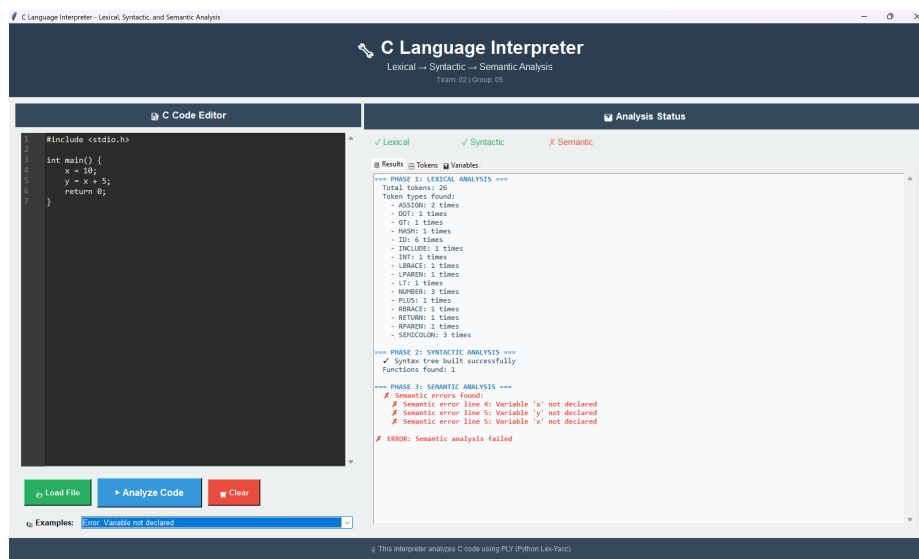 C Language Interpreter - Lexical, Syntactic, and Semantic Analysis
C Language Interpreter
Lexical → Syntactic → Semantic Analysis
Team: 02 | Group: 05
C Code Editor
1 #include <stdio.h>
2
3 int main() {
4 x = 10;
5 y = x + 5;
6 return 0;
7 }
Load File
Analyze Code
Clear
Examples: Error: Variable not declared
Analysis Status
✓ Lexical ✓ Syntactic ✗ Semantic
Results Tokens Variables
=== PHASE 1: LEXICAL ANALYSIS ===
Total tokens: 26
Token types found:
- ASSIGN: 2 times
- DOT: 1 times
- GT: 1 times
- HASH: 1 times
- ID: 6 times
- INCLUDE: 1 times
- INT: 1 times
- LBRACE: 1 times
- LPAREN: 1 times
- LT: 1 times
- NUMBER: 3 times
- PLUS: 1 times
- RBRACE: 1 times
- RETURN: 1 times
- RPAREN: 1 times
- SEMICOLON: 3 times
=== PHASE 2: SYNTACTIC ANALYSIS ===
✓ Syntax tree built successfully
Functions found: 1
=== PHASE 3: SEMANTIC ANALYSIS ===
✗ Semantic errors found:
✗ Semantic error line 4: Variable 'x' not declared
✗ Semantic error line 5: Variable 'y' not declared
✗ Semantic error line 5: Variable 'x' not declared
✗ ERROR: Semantic analysis failed
This interpreter analyzes C code using PLY (Python Lex-Yacc)